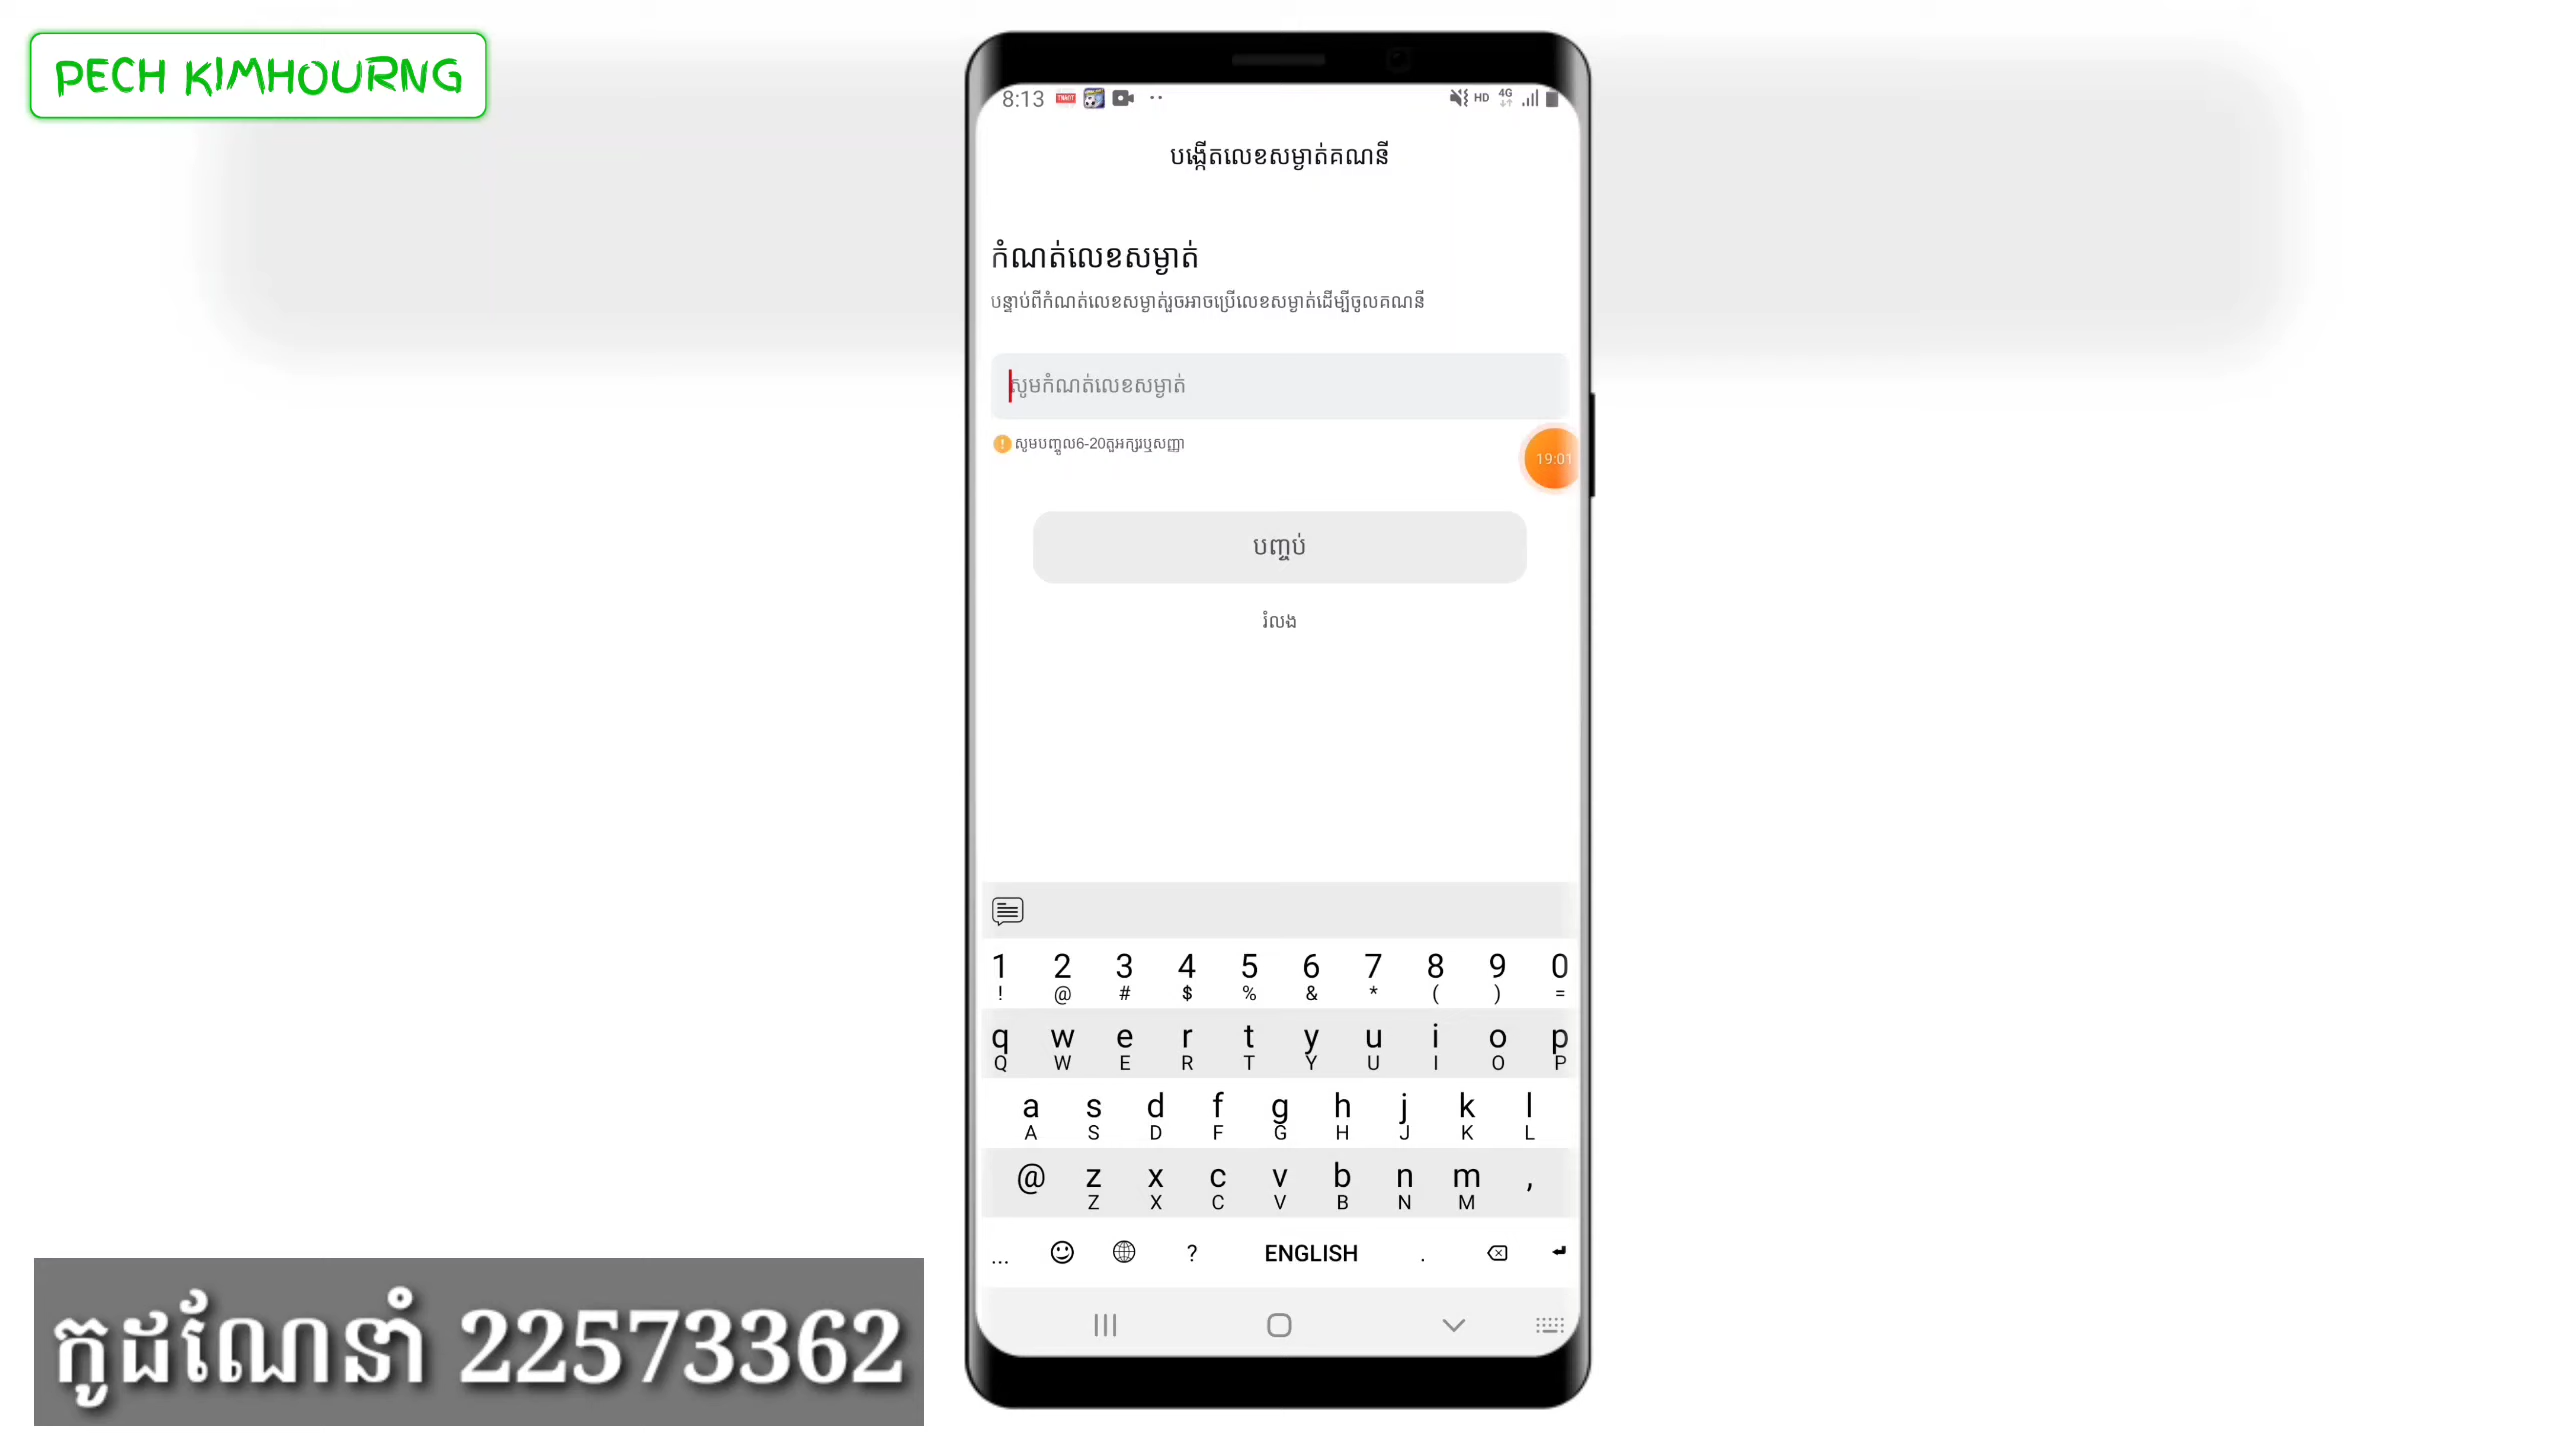 PECH KIMHOURNG
8:13
HD 4G
បង្កើតលេខសម្ងាត់គណនី
កំណត់លេខសម្ងាត់
បន្ទាប់ពីកំណត់លេខសម្ងាត់រួចអាចប្រើលេខសម្ងាត់ដើម្បីចូលគណនី
សូមកំណត់លេខសម្ងាត់
សូមបញ្ចូល6-20តួអក្សរឬសញ្ញា
19:01
បញ្ចប់
រំលង
1 2 3 4 5 6 7 8 9 0
! @ # $ % & * ( ) =
q w e r t y u i o p
Q W E R T Y U I O P
a s d f g h j k l
A S D F G H J K L
@ z x c v b n m ,
Z X C V B N M
... ? ENGLISH .
កូដណែនាំ 22573362